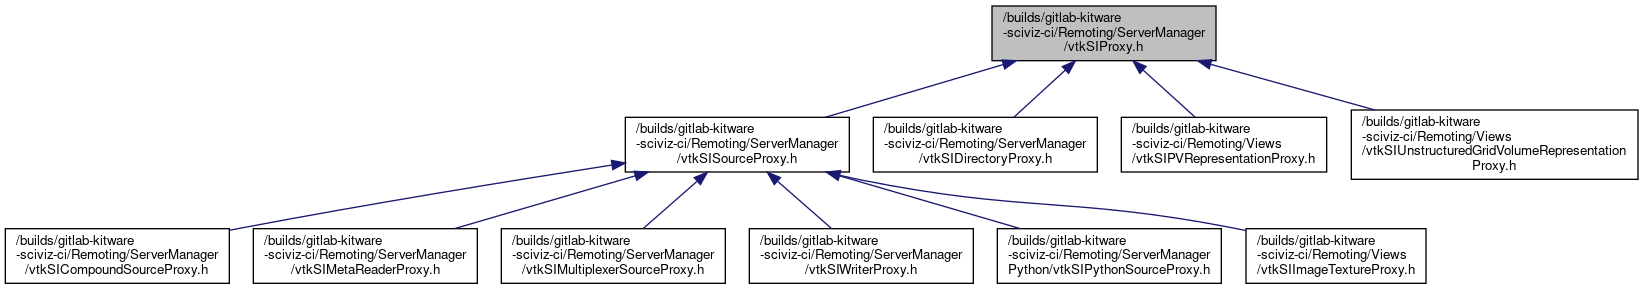 /builds/gitlab-kitware
-sciviz-ci/Remoting/ServerManager
/vtkSIProxy.h
/builds/gitlab-kitware
-sciviz-ci/Remoting/ServerManager
/vtkSISourceProxy.h
/builds/gitlab-kitware
-sciviz-ci/Remoting/ServerManager
/vtkSIDirectoryProxy.h
/builds/gitlab-kitware
-sciviz-ci/Remoting/Views
/vtkSIPVRepresentationProxy.h
/builds/gitlab-kitware
-sciviz-ci/Remoting/Views
/vtkSIUnstructuredGridVolumeRepresentation
Proxy.h
/builds/gitlab-kitware
-sciviz-ci/Remoting/ServerManager
/vtkSICompoundSourceProxy.h
/builds/gitlab-kitware
-sciviz-ci/Remoting/ServerManager
/vtkSIMetaReaderProxy.h
/builds/gitlab-kitware
-sciviz-ci/Remoting/ServerManager
/vtkSIMultiplexerSourceProxy.h
/builds/gitlab-kitware
-sciviz-ci/Remoting/ServerManager
/vtkSIWriterProxy.h
/builds/gitlab-kitware
-sciviz-ci/Remoting/ServerManager
Python/vtkSIPythonSourceProxy.h
/builds/gitlab-kitware
-sciviz-ci/Remoting/Views
/vtkSIImageTextureProxy.h